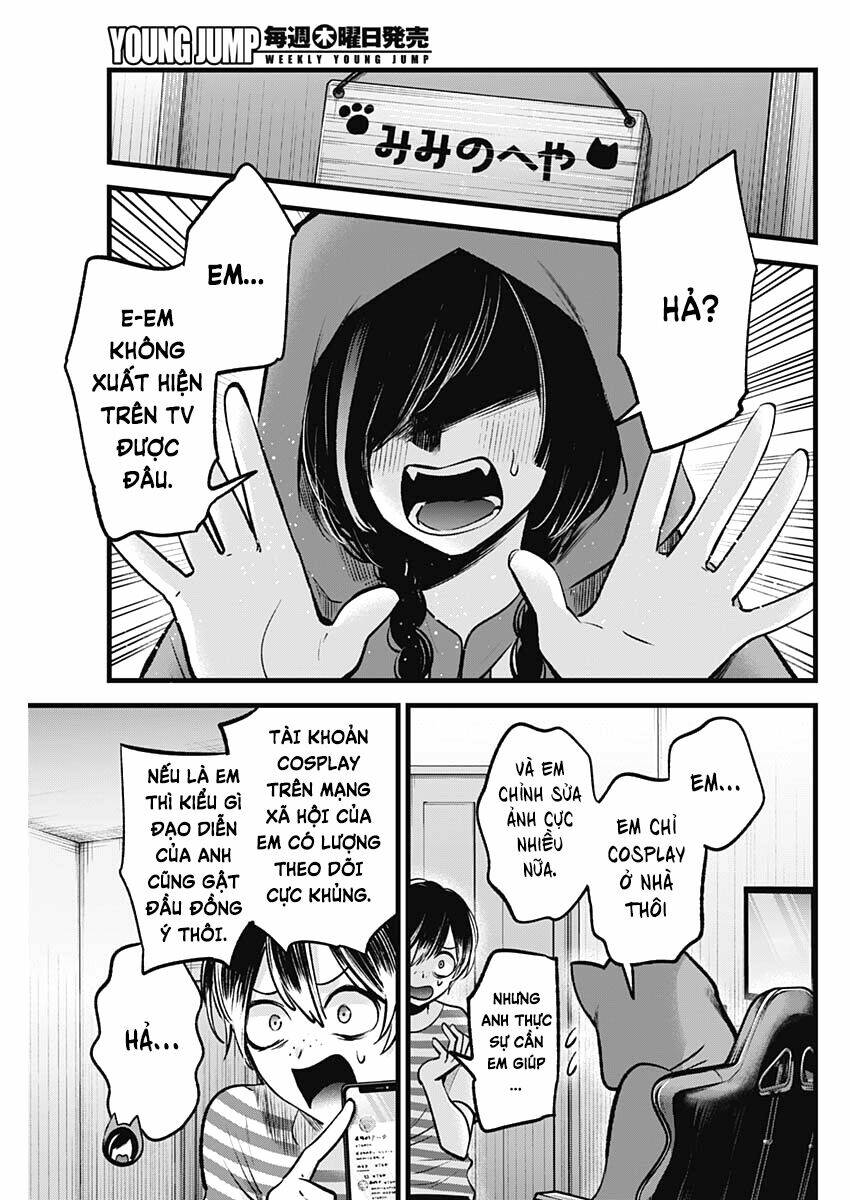 YOUNG JUMP 毎週木曜日発売
WEEKLY YOUNG JUMP
みみのへや
HẢ?
EM...
E-EM
KHÔNG
XUẤT HIỆN
TRÊN TV
ĐƯỢC
ĐÂU.
EM...
EM CHỈ
COSPLAY
Ở NHÀ
THÔI
VÀ EM
CHỈNH SỬA
ẢNH CỰC
NHIỀU
NỮA.
NHƯNG
ANH THỰC
SỰ CẦN
EM GIÚP
...
TÀI KHOẢN
COSPLAY
TRÊN MẠNG
XÃ HỘI CỦA
EM CÓ LƯỢNG
THEO DÕI
CỰC KHỦNG.
NẾU LÀ EM
THÌ KIỂU GÌ
ĐẠO DIỄN
CỦA ANH
CŨNG GẬT
ĐẦU ĐỒNG
Ý THÔI.
HẢ...